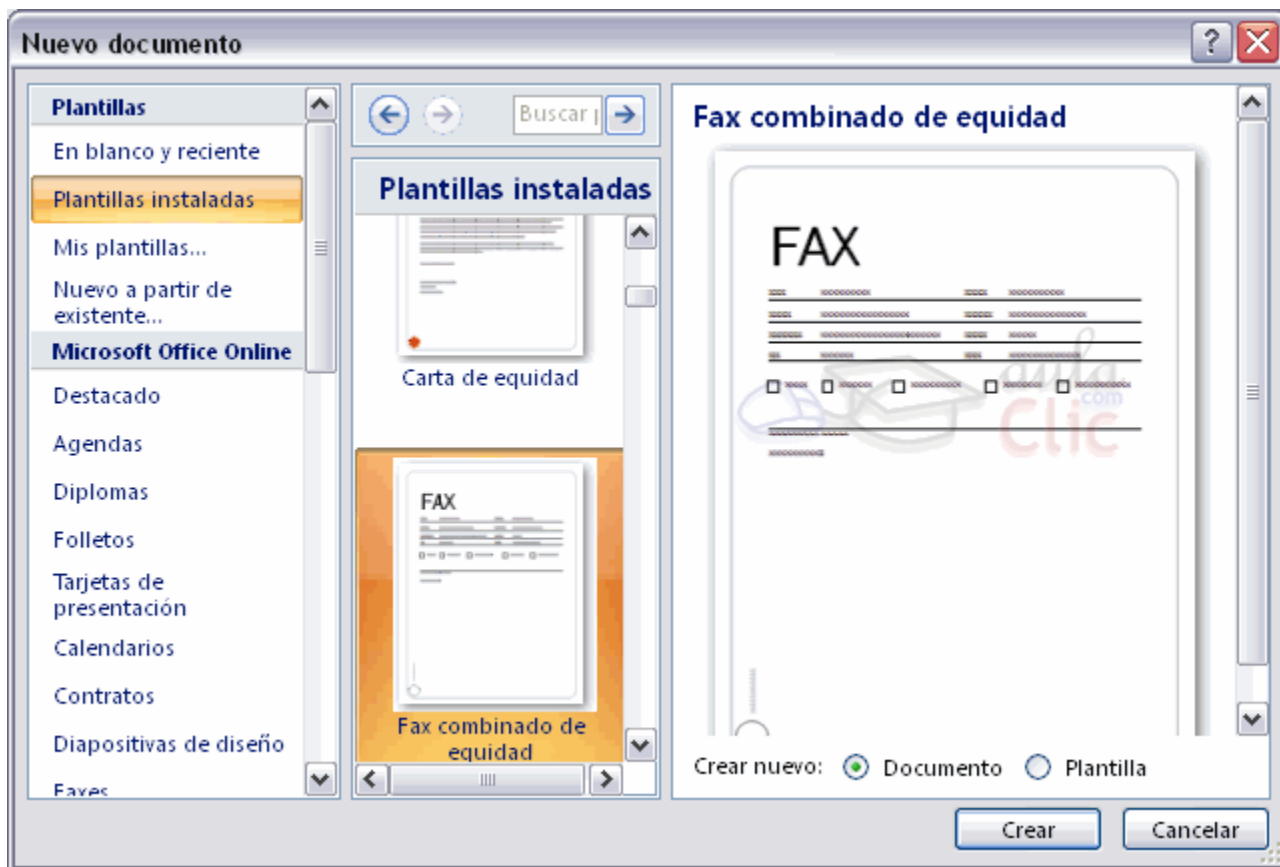 Nuevo documento
Plantillas
En blanco y reciente
Plantillas instaladas
Mis plantillas...
Nuevo a partir de
existente...
Microsoft Office Online
Destacado
Agendas
Diplomas
Folletos
Tarjetas de
presentación
Calendarios
Contratos
Diapositivas de diseño
Faxes
Buscar
Plantillas instaladas
Carta de equidad
FAX
Fax combinado de
equidad
Fax combinado de equidad
FAX
aula
.com
Clic
Crear nuevo: Documento Plantilla
Crear Cancelar